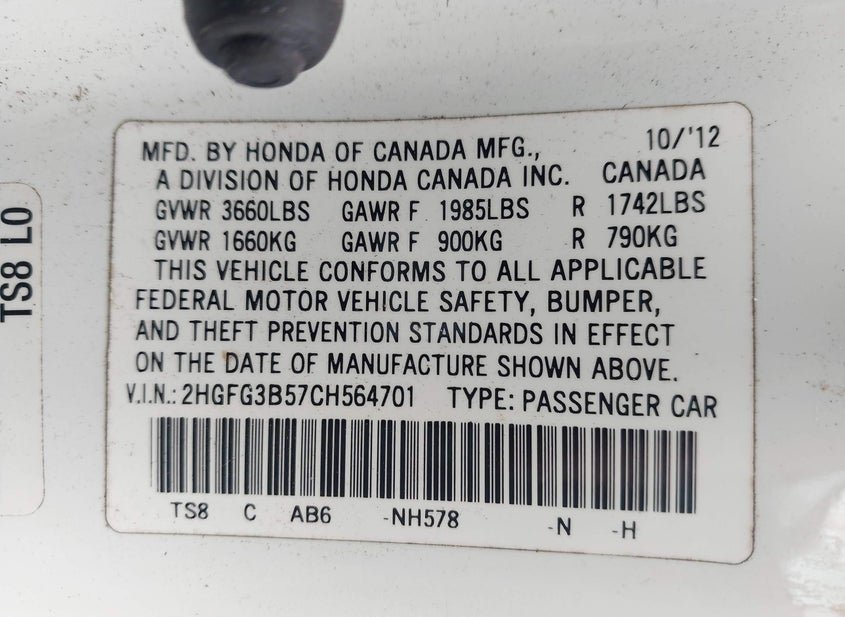 10/'12
MFD. BY HONDA OF CANADA MFG.,
A DIVISION OF HONDA CANADA INC. CANADA
GVWR 3660LBS GAWR F 1985LBS R 1742LBS
GVWR 1660KG GAWR F 900KG R 790KG
THIS VEHICLE CONFORMS TO ALL APPLICABLE
FEDERAL MOTOR VEHICLE SAFETY, BUMPER,
AND THEFT PREVENTION STANDARDS IN EFFECT
ON THE DATE OF MANUFACTURE SHOWN ABOVE.
V.I.N.: 2HGFG3B57CH564701 TYPE: PASSENGER CAR
TS8 C AB6 -NH578 -N -H
TS8 L0